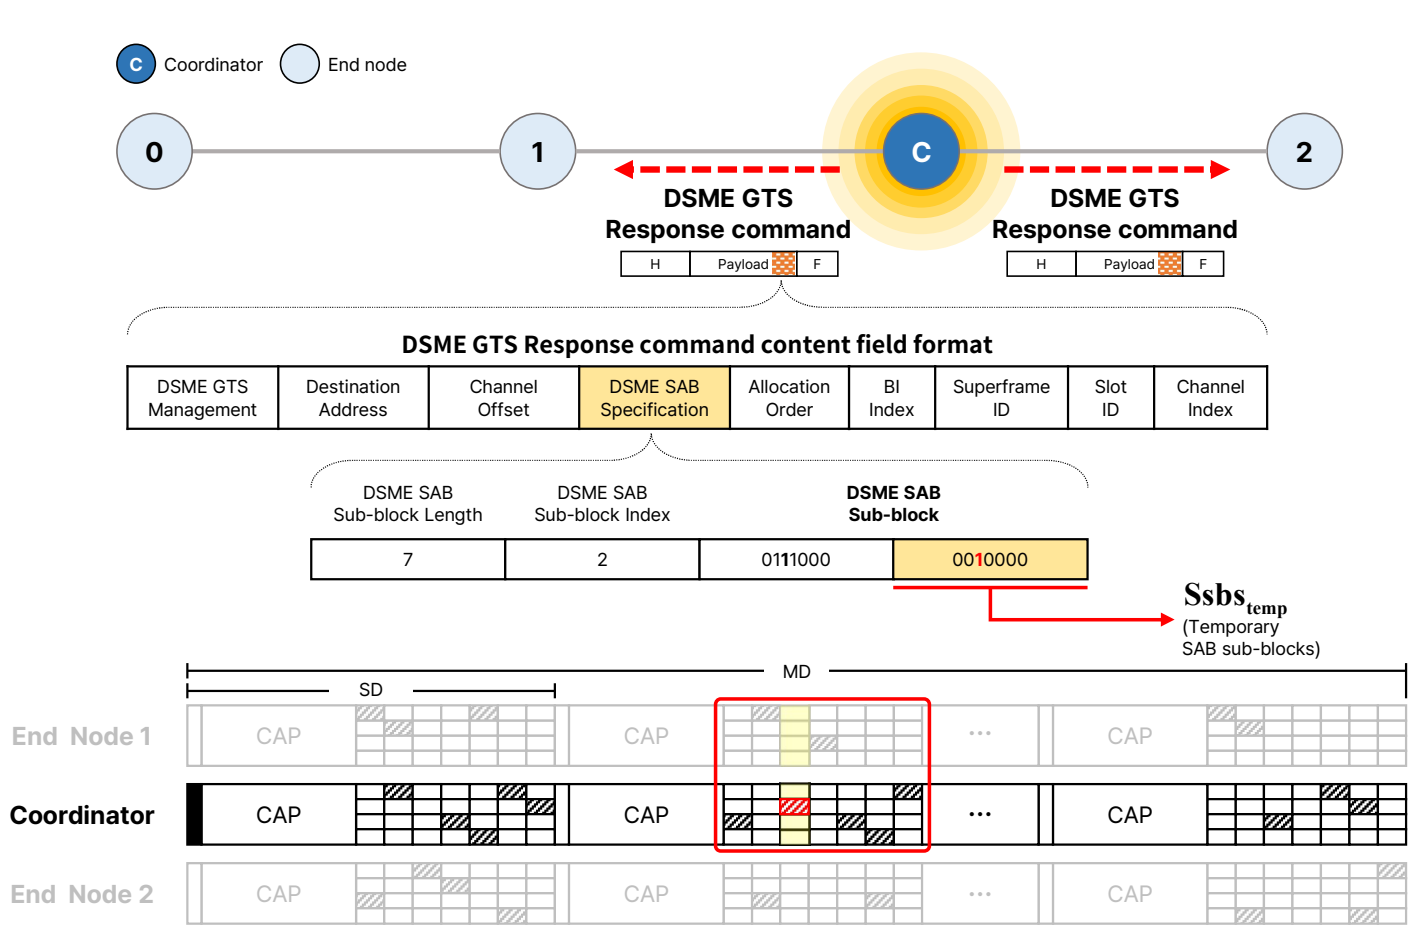 C Coordinator End node
0 1 C 2
DSME GTS
Response command
DSME GTS
Response command
H Payload F
H Payload F
DSME GTS Response command content field format
DSME GTS
Management
Destination
Address
Channel
Offset
DSME SAB
Specification
Allocation
Order
BI
Index
Superframe
ID
Slot
ID
Channel
Index
DSME SAB
Sub-block Length
DSME SAB
Sub-block Index
DSME SAB
Sub-block
7 2 0111000 0010000
Ssbs temp
(Temporary
SAB sub-blocks)
MD
SD
End Node 1 CAP CAP ... CAP
Coordinator CAP CAP ... CAP
End Node 2 CAP CAP ... CAP